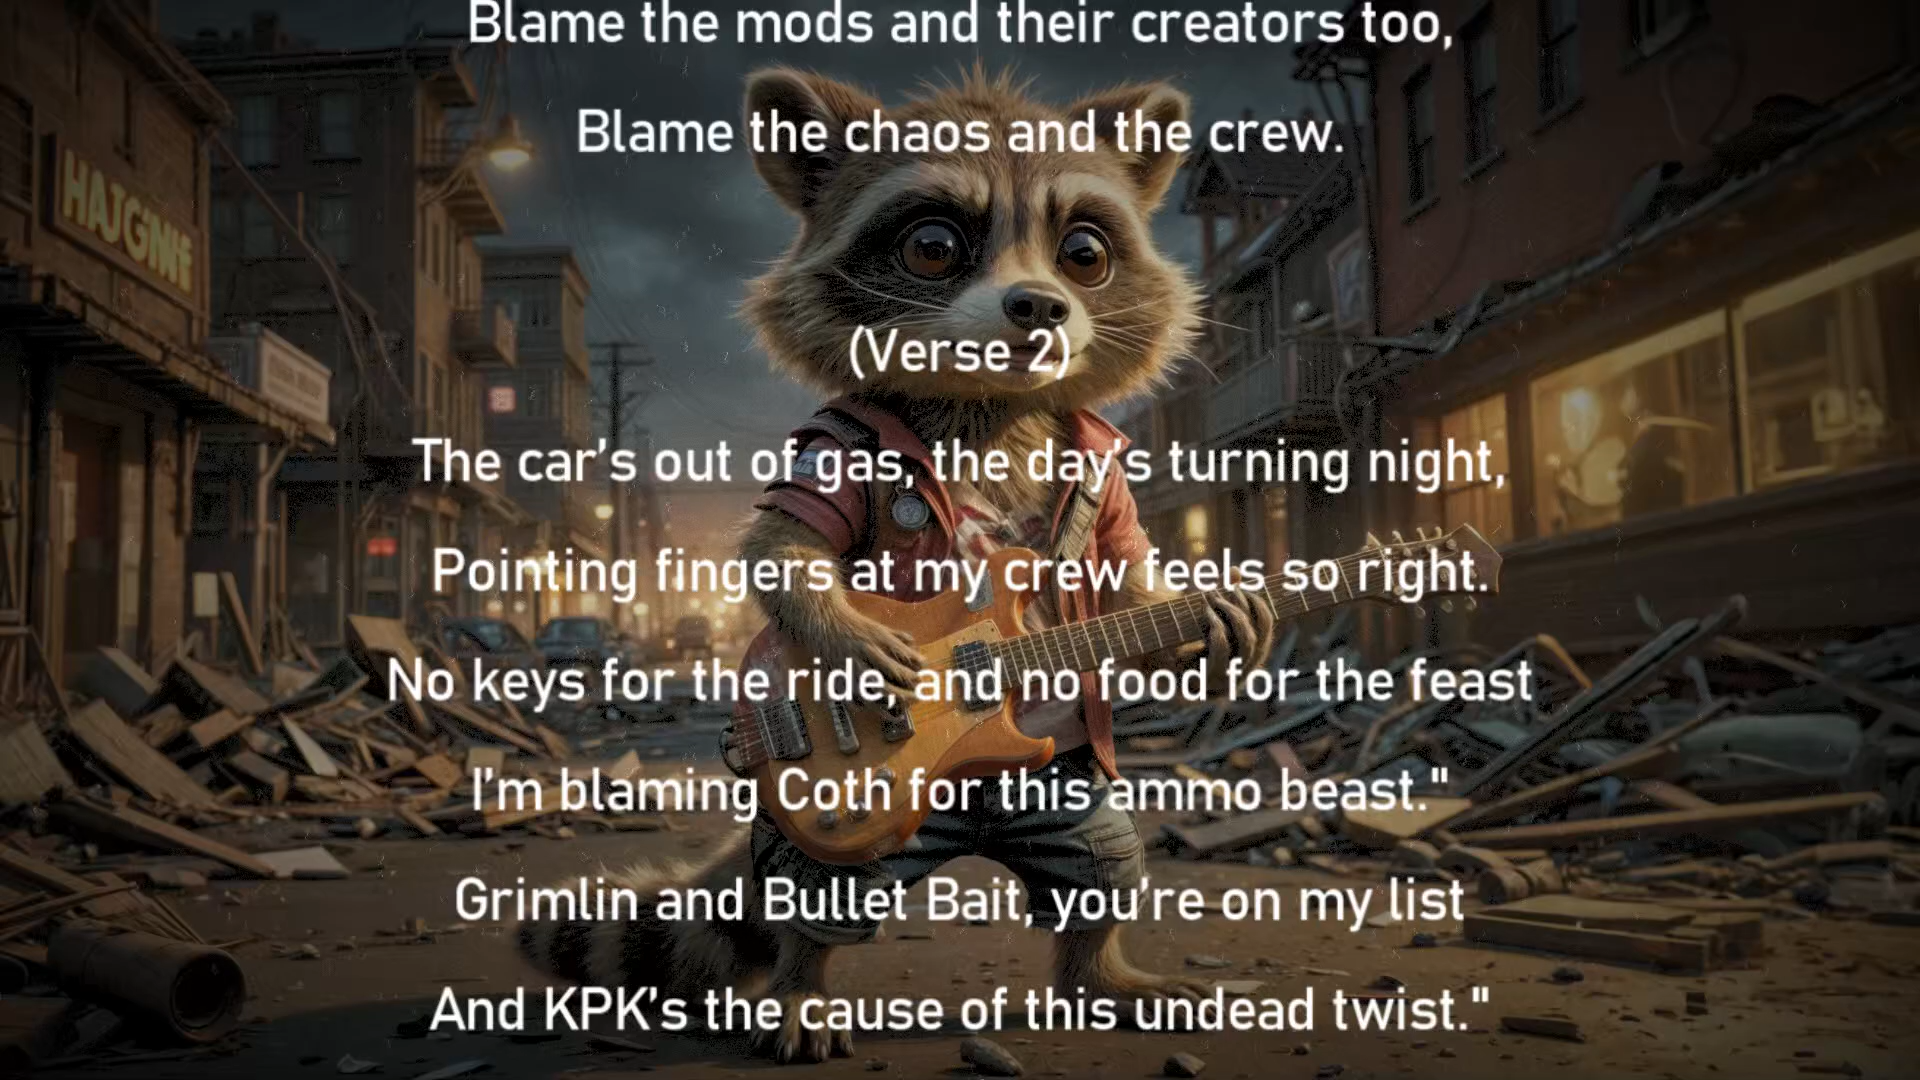 Blame the mods and their creators too,
Blame the chaos and the crew.
HAJGNIE
(Verse 2)
The car's out of gas, the day's turning night,
Pointing fingers at my crew feels so right.
No keys for the ride, and no food for the feast
I'm blaming Coth for this ammo beast."
Grimlin and Bullet Bait, you're on my list
And KPK's the cause of this undead twist."